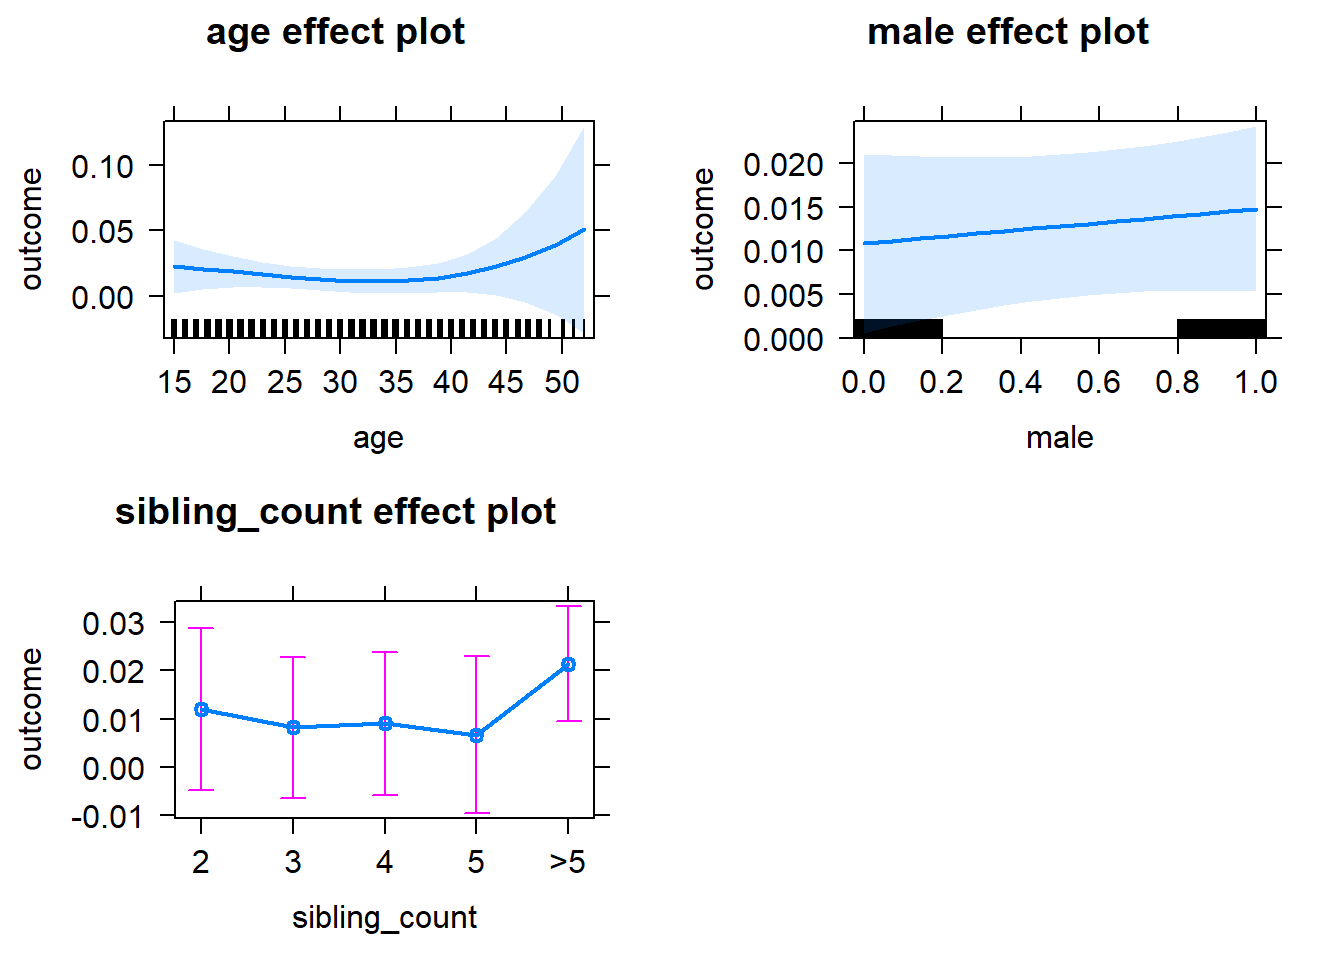 age effect plot
outcome
0.10
0.05
0.00
15 20 25 30 35 40 45 50
age
male effect plot
outcome
0.020
0.015
0.010
0.005
0.000
0.0 0.2 0.4 0.6 0.8 1.0
male
sibling_count effect plot
outcome
0.03
0.02
0.01
0.00
-0.01
2 3 4 5 >5
sibling_count